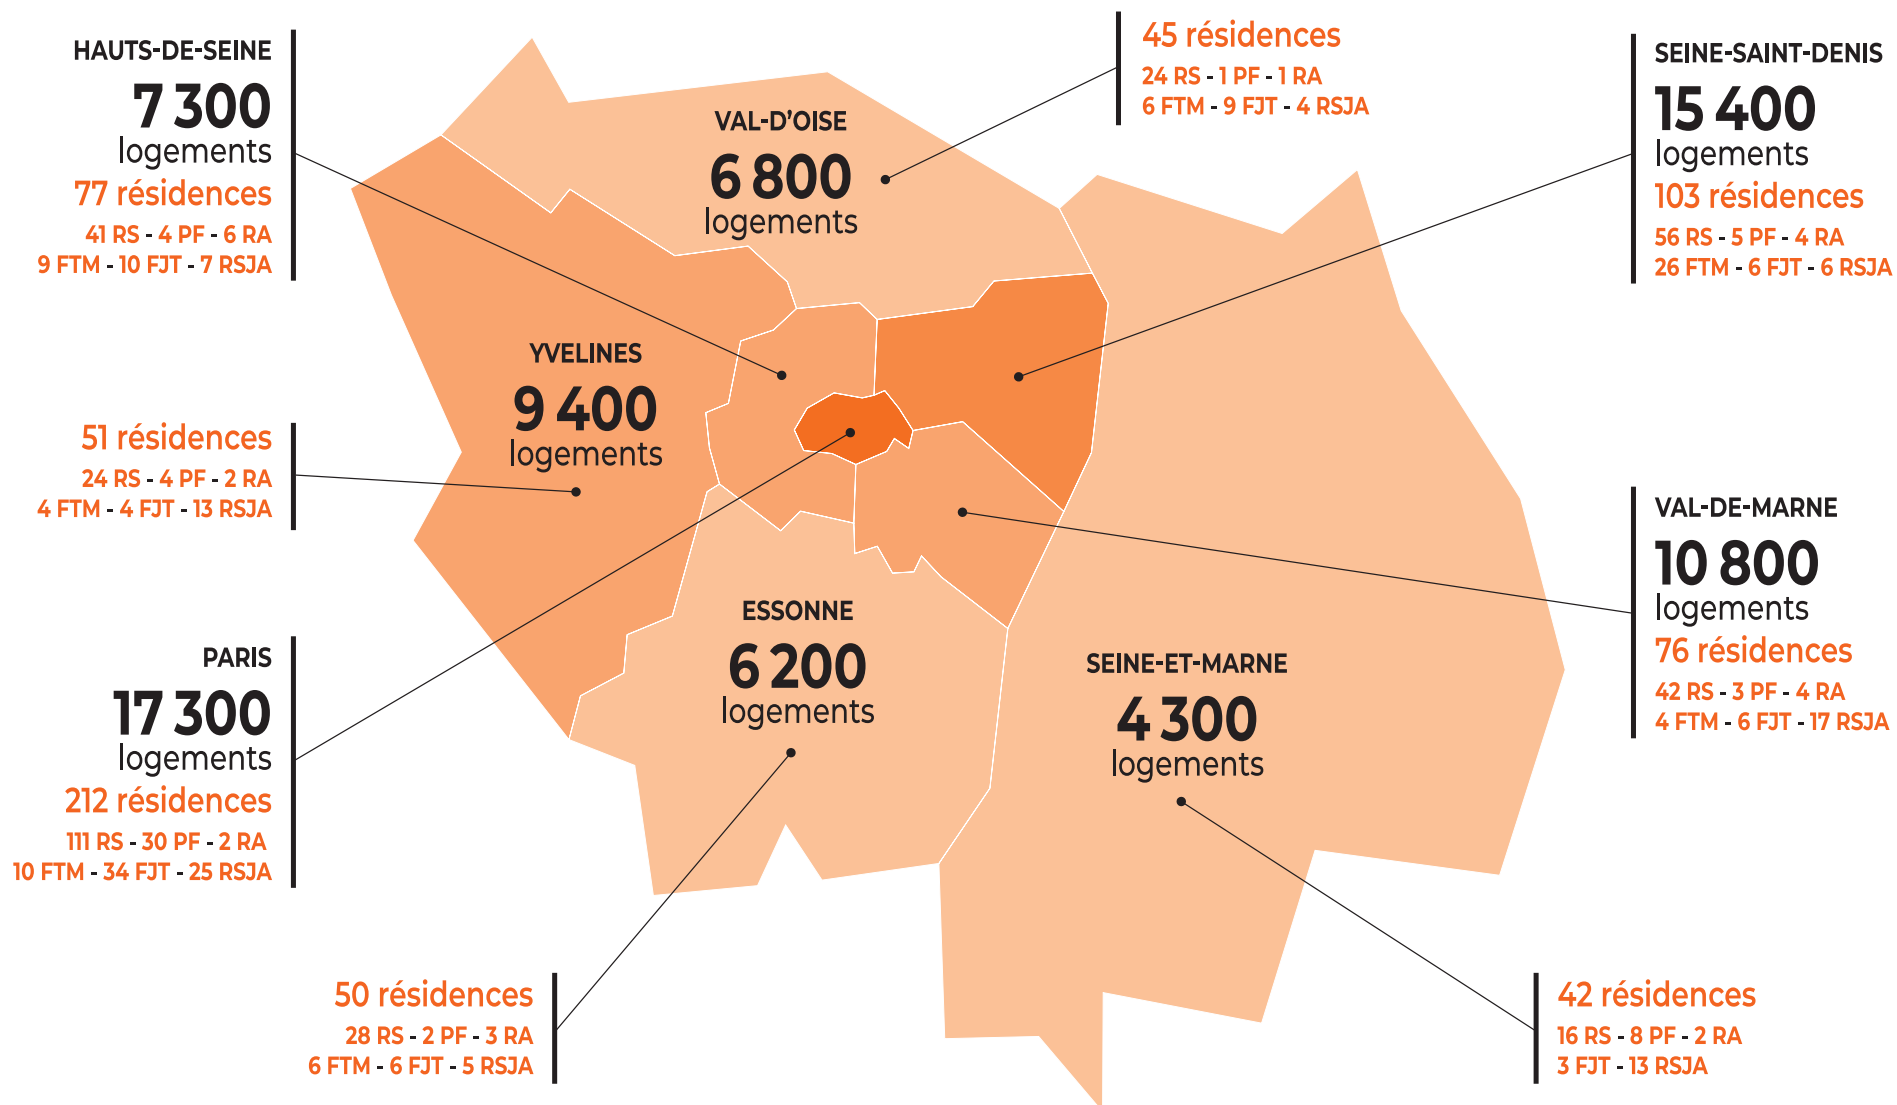 HAUTS-DE-SEINE
7 300
logements
77 résidences
41 RS - 4 PF - 6 RA
9 FTM - 10 FJT - 7 RSJA
VAL-D'OISE
6 800
logements
45 résidences
24 RS - 1 PF - 1 RA
6 FTM - 9 FJT - 4 RSJA
SEINE-SAINT-DENIS
15 400
logements
103 résidences
56 RS - 5 PF - 4 RA
26 FTM - 6 FJT - 6 RSJA
YVELINES
9 400
logements
51 résidences
24 RS - 4 PF - 2 RA
4 FTM - 4 FJT - 13 RSJA
VAL-DE-MARNE
10 800
logements
76 résidences
42 RS - 3 PF - 4 RA
4 FTM - 6 FJT - 17 RSJA
PARIS
17 300
logements
212 résidences
111 RS - 30 PF - 2 RA
10 FTM - 34 FJT - 25 RSJA
ESSONNE
6 200
logements
50 résidences
28 RS - 2 PF - 3 RA
6 FTM - 6 FJT - 5 RSJA
SEINE-ET-MARNE
4 300
logements
42 résidences
16 RS - 8 PF - 2 RA
3 FJT - 13 RSJA